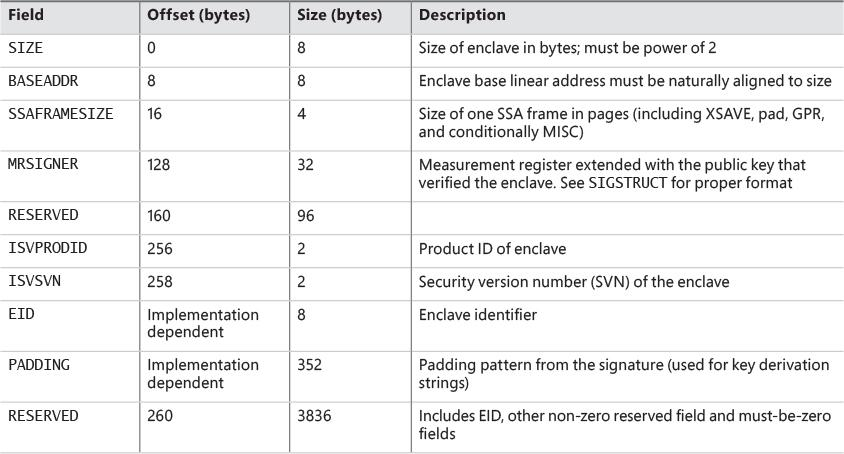 Field Offset (bytes) Size (bytes) Description
SIZE 0 8 Size of enclave in bytes; must be power of 2
BASEADDR 8 8 Enclave base linear address must be naturally aligned to size
SSAFRAMESIZE 16 4 Size of one SSA frame in pages (including XSAVE, pad, GPR,
and conditionally MISC)
MRSIGNER 128 32 Measurement register extended with the public key that
verified the enclave. See SIGSTRUCT for proper format
RESERVED 160 96
ISVPRODID 256 2 Product ID of enclave
ISVSVN 258 2 Security version number (SVN) of the enclave
EID Implementation 8 Enclave identifier
dependent
PADDING Implementation 352 Padding pattern from the signature (used for key derivation
dependent strings)
RESERVED 260 3836 Includes EID, other non-zero reserved field and must-be-zero
fields